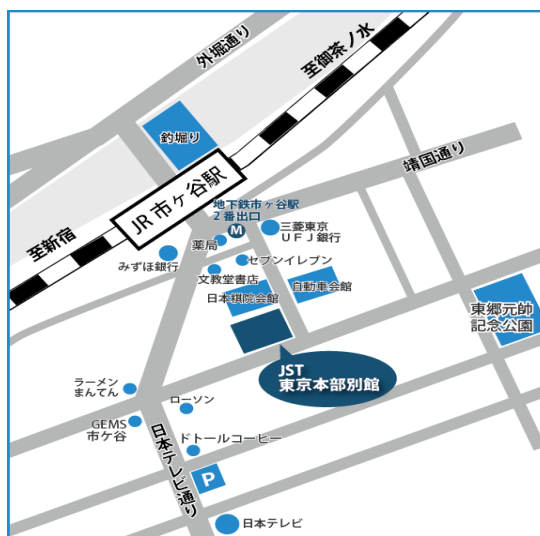 外堀通り
至御茶ノ水
釣堀り
靖国通り
JR 市ヶ谷駅
地下鉄市ヶ谷駅
2 番出口
M
三菱東京
ＵＦＪ銀行
至新宿
薬局
みずほ銀行
セブンイレブン
文教堂書店
自動車会館
日本棋院会館
東郷元帥
記念公園
JST
東京本部別館
ラーメン
まんてん
ローソン
GEMS
市ケ谷
日本テレビ通り
ドトールコーヒー
P
日本テレビ